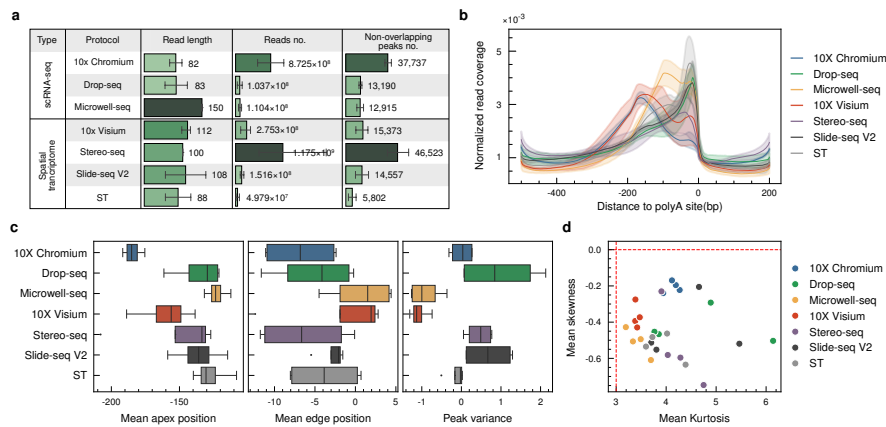 a
Type Protocol Read length Reads no. Non-overlapping peaks no.
scRNA-seq
10x Chromium 82 8.725×10⁸ 37,737
Drop-seq 83 1.037×10⁸ 13,190
Microwell-seq 150 1.104×10⁸ 12,915
Spatial trancriptome
10x Visium 112 2.753×10⁸ 15,373
Stereo-seq 100 1.175×10⁹ 46,523
Slide-seq V2 108 1.516×10⁸ 14,557
ST 88 4.979×10⁷ 5,802
b
×10⁻³
Normalized read coverage
5
3
1
-400 -200 0 200
Distance to polyA site(bp)
10X Chromium
Drop-seq
Microwell-seq
10X Visium
Stereo-seq
Slide-seq V2
ST
c
10X Chromium
Drop-seq
Microwell-seq
10X Visium
Stereo-seq
Slide-seq V2
ST
-200 -150
Mean apex position
-10 -5 0 5
Mean edge position
-1 0 1 2
Peak variance
d
Mean skewness
0.0
-0.2
-0.4
-0.6
3 4 5 6
Mean Kurtosis
10X Chromium
Drop-seq
Microwell-seq
10X Visium
Stereo-seq
Slide-seq V2
ST